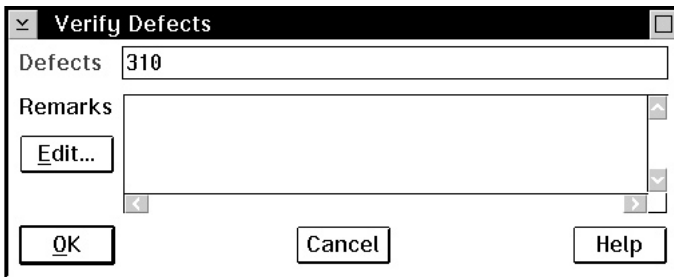 Verify Defects
Defects 310
Remarks
Edit...
OK Cancel Help